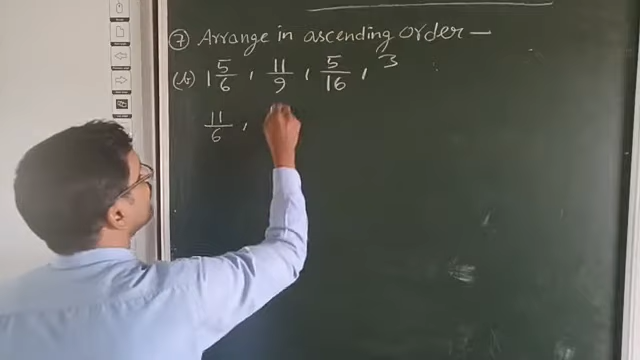 ⑦ Arrange in ascending order —
(b) 1 5/6, 11/9, 5/16, 3
11/6,